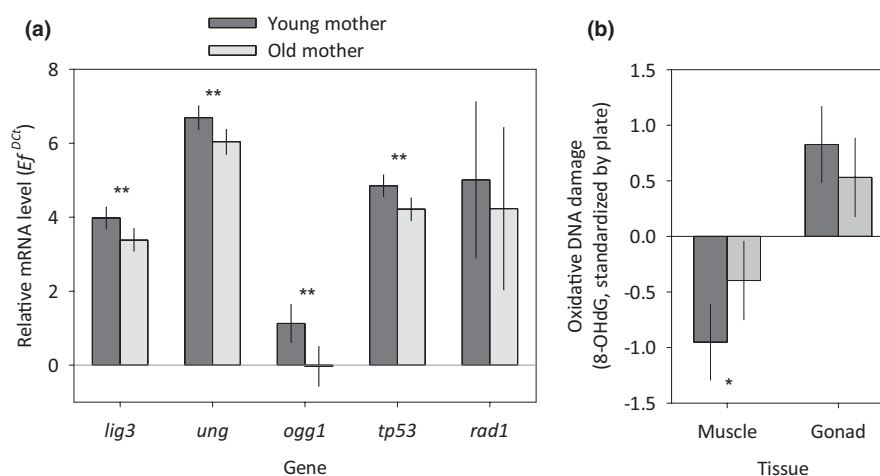 (a)
Young mother
Old mother
Relative mRNA level (Ef^DCt)
8
6
4
2
0
**
**
**
**
lig3 ung ogg1 tp53 rad1
Gene
(b)
Oxidative DNA damage
(8-OHdG, standardized by plate)
1.5
1.0
0.5
0.0
-0.5
-1.0
-1.5
*
Muscle Gonad
Tissue